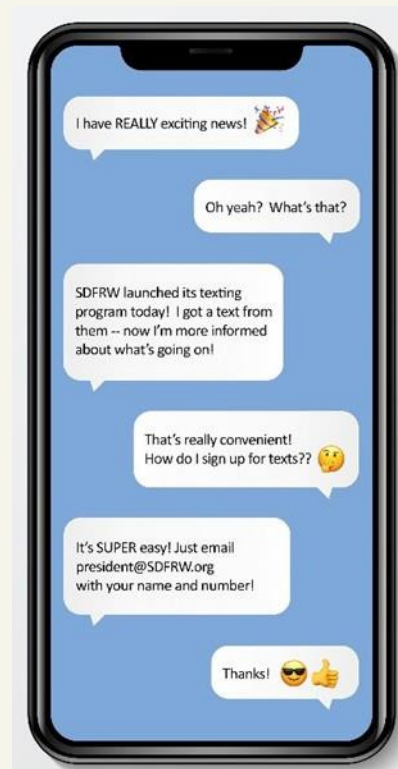 I have REALLY exciting news! 🎉
Oh yeah?  What's that?
SDFRW launched its texting
program today!  I got a text from
them -- now I'm more informed
about what's going on!
That's really convenient!
How do I sign up for texts?? 🤔
It's SUPER easy! Just email
president@SDFRW.org
with your name and number!
Thanks! 😎👍